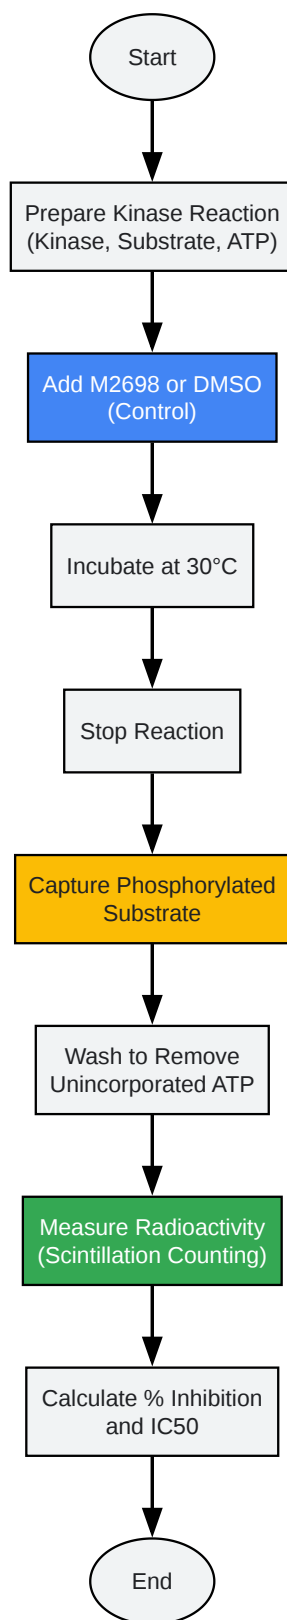 Start
Prepare Kinase Reaction
(Kinase, Substrate, ATP)
Add M2698 or DMSO
(Control)
Incubate at 30°C
Stop Reaction
Capture Phosphorylated
Substrate
Wash to Remove
Unincorporated ATP
Measure Radioactivity
(Scintillation Counting)
Calculate % Inhibition
and IC50
End